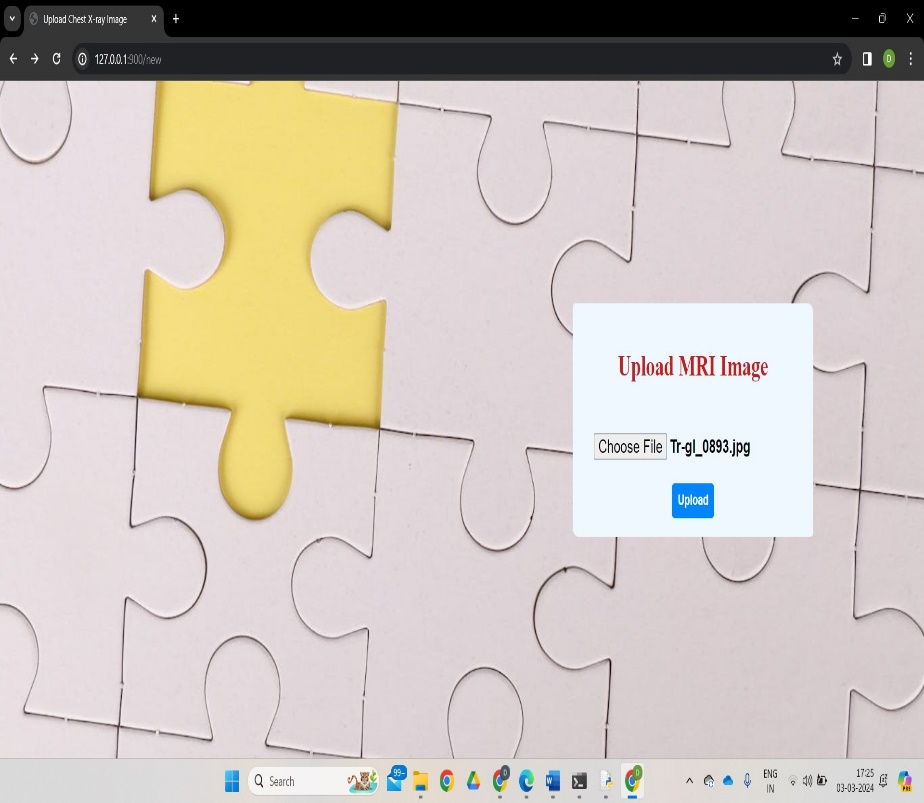 Upload Chest X-ray Image
127.0.0.1:900/new
D
Upload MRI Image
Choose File Tr-gl_0893.jpg
Upload
Search
99+
ENG
IN
17:25
03-03-2024